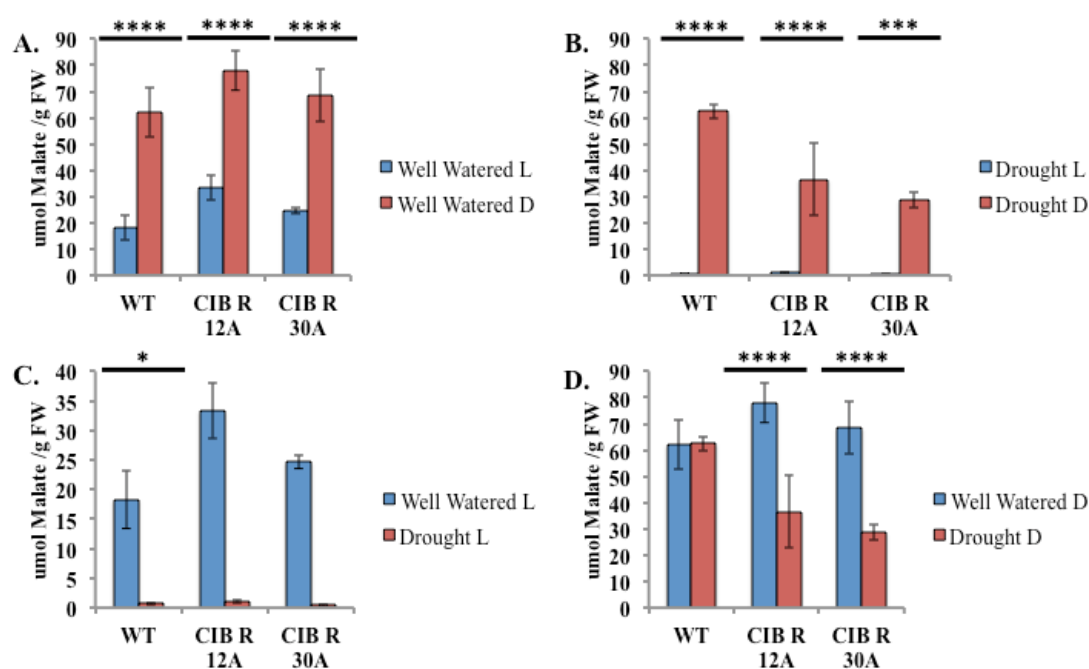 A.
**** **** ****
umol Malate /g FW
90
80
70
60
50
40
30
20
10
0
WT CIB R 12A CIB R 30A
Well Watered L
Well Watered D
B.
**** **** ***
umol Malate /g FW
90
80
70
60
50
40
30
20
10
0
WT CIB R 12A CIB R 30A
Drought L
Drought D
C.
*
umol Malate /g FW
40
35
30
25
20
15
10
5
0
WT CIB R 12A CIB R 30A
Well Watered L
Drought L
D.
**** ****
umol Malate /g FW
90
80
70
60
50
40
30
20
10
0
WT CIB R 12A CIB R 30A
Well Watered D
Drought D